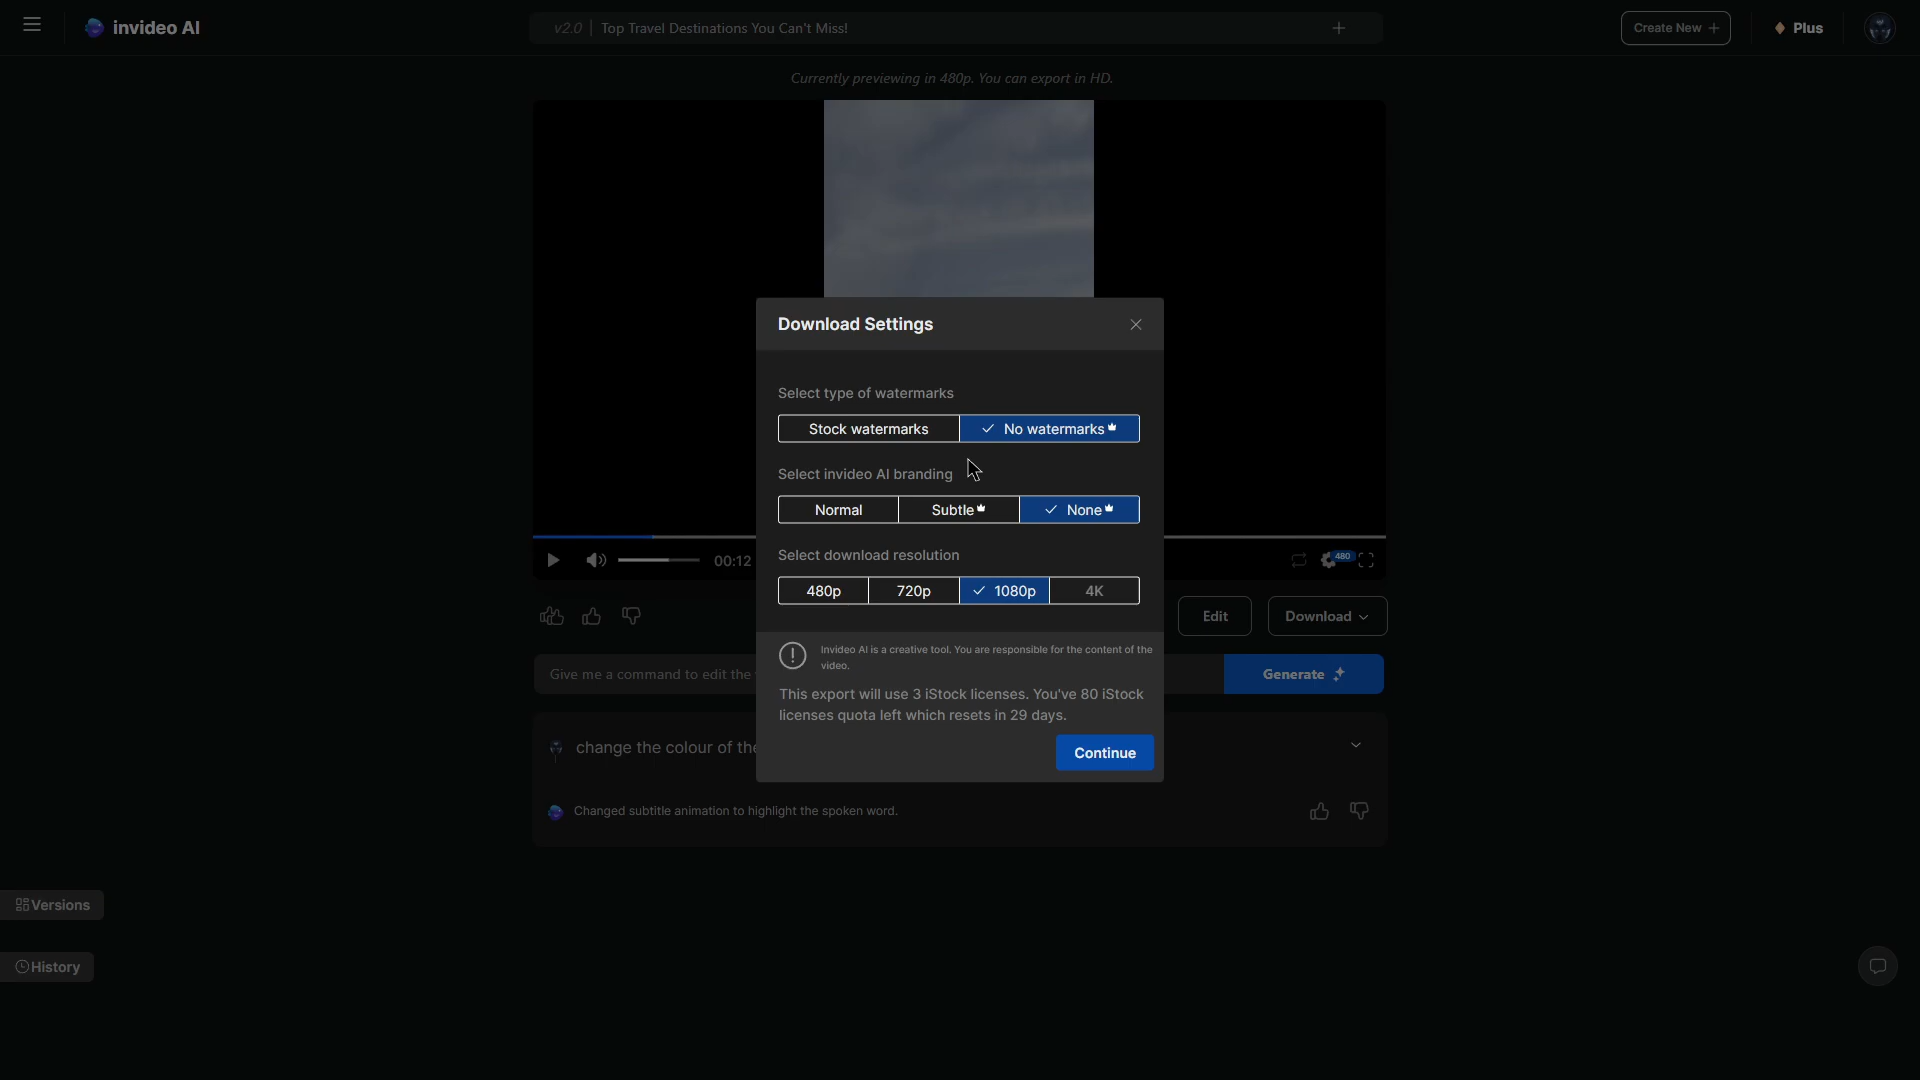 invideo AI
v2.0 | Top Travel Destinations You Can't Miss!
Create New +
Plus
Currently previewing in 480p. You can export in HD.
Download Settings
Select type of watermarks
Stock watermarks
No watermarks
Select invideo AI branding
Normal
Subtle
None
00:12
480
Select download resolution
480p
720p
1080p
4K
Edit
Download
Invideo AI is a creative tool. You are responsible for the content of the
video.
Give me a command to edit the
Generate
This export will use 3 iStock licenses. You've 80 iStock
licenses quota left which resets in 29 days.
change the colour of the
Continue
Changed subtitle animation to highlight the spoken word.
Versions
History